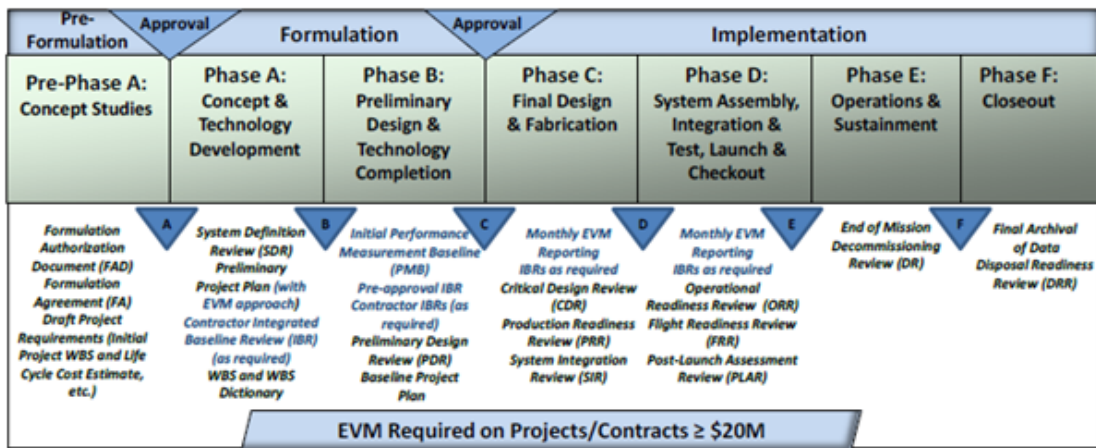 Pre-
Formulation
Approval
Formulation
Approval
Implementation
Pre-Phase A:
Concept Studies
Phase A:
Concept &
Technology
Development
Phase B:
Preliminary
Design &
Technology
Completion
Phase C:
Final Design
& Fabrication
Phase D:
System Assembly,
Integration &
Test, Launch &
Checkout
Phase E:
Operations &
Sustainment
Phase F:
Closeout
A
B
C
D
E
F
Formulation
Authorization
Document (FAD)
Formulation
Agreement (FA)
Draft Project
Requirements (Initial
Project WBS and Life
Cycle Cost Estimate,
etc.)
System Definition
Review (SDR)
Preliminary
Project Plan (with
EVM approach)
Contractor Integrated
Baseline Review (IBR)
(as required)
WBS and WBS
Dictionary
Initial Performance
Measurement Baseline
(PMB)
Pre-approval IBR
Contractor IBRs (as
required)
Preliminary Design
Review (PDR)
Baseline Project
Plan
Monthly EVM
Reporting
IBRs as required
Critical Design Review
(CDR)
Production Readiness
Review (PRR)
System Integration
Review (SIR)
Monthly EVM
Reporting
IBRs as required
Operational
Readiness Review (ORR)
Flight Readiness Review
(FRR)
Post-Launch Assessment
Review (PLAR)
End of Mission
Decommissioning
Review (DR)
Final Archival
of Data
Disposal Readiness
Review (DRR)
EVM Required on Projects/Contracts ≥ $20M